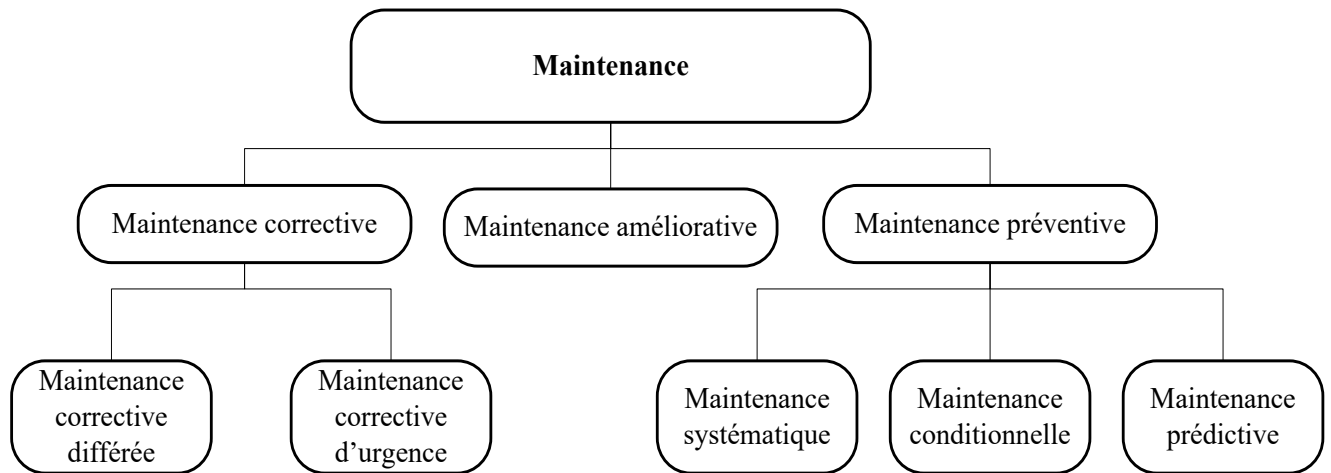 Maintenance
Maintenance corrective
Maintenance améliorative
Maintenance préventive
Maintenance
corrective
différée
Maintenance
corrective
d’urgence
Maintenance
systématique
Maintenance
conditionnelle
Maintenance
prédictive